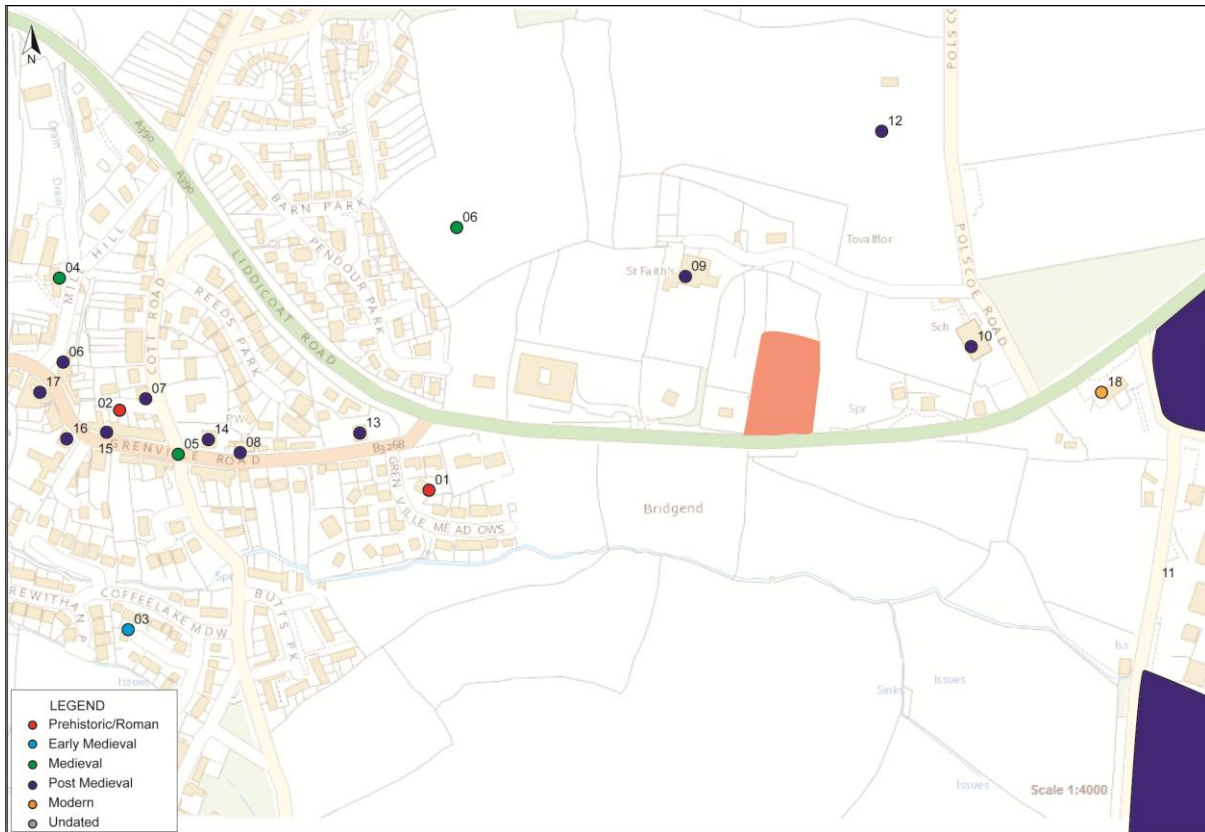 N
A390
A390
Drain
Drain
MILL HILL
COTT ROAD
BARN PARK
PENDOUR PARK
REEDS PARK
LIDDICOAT ROAD
POLSCOE ROAD
12
06
Tovalflor
St Faith's
09
04
Sch
10
06
17
07
02
18
Spr
PW
16
15
14
08
13
05
GRENVILLE ROAD
B3268
01
GRENVILLE MEADOWS
Bridgend
11
Spr
COFFEELAKE MDW
BUTTS PK
REWITHAN P
03
Iss
Issues
Sinks
Issues
Issues
LEGEND
Prehistoric/Roman
Early Medieval
Medieval
Post Medieval
Modern
Undated
Scale 1:4000